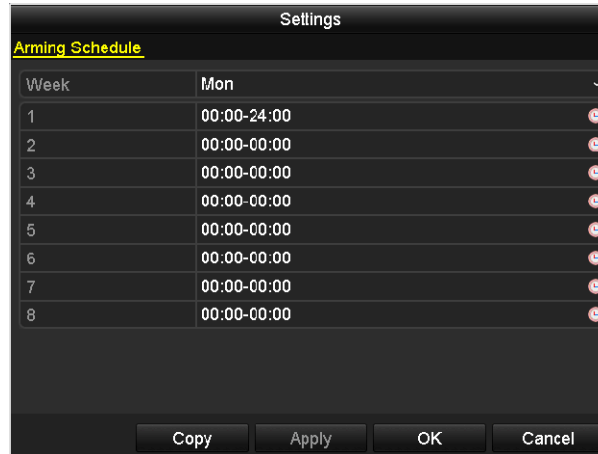 Settings
Arming Schedule
Week Mon
1 00:00-24:00
2 00:00-00:00
3 00:00-00:00
4 00:00-00:00
5 00:00-00:00
6 00:00-00:00
7 00:00-00:00
8 00:00-00:00
Copy Apply OK Cancel